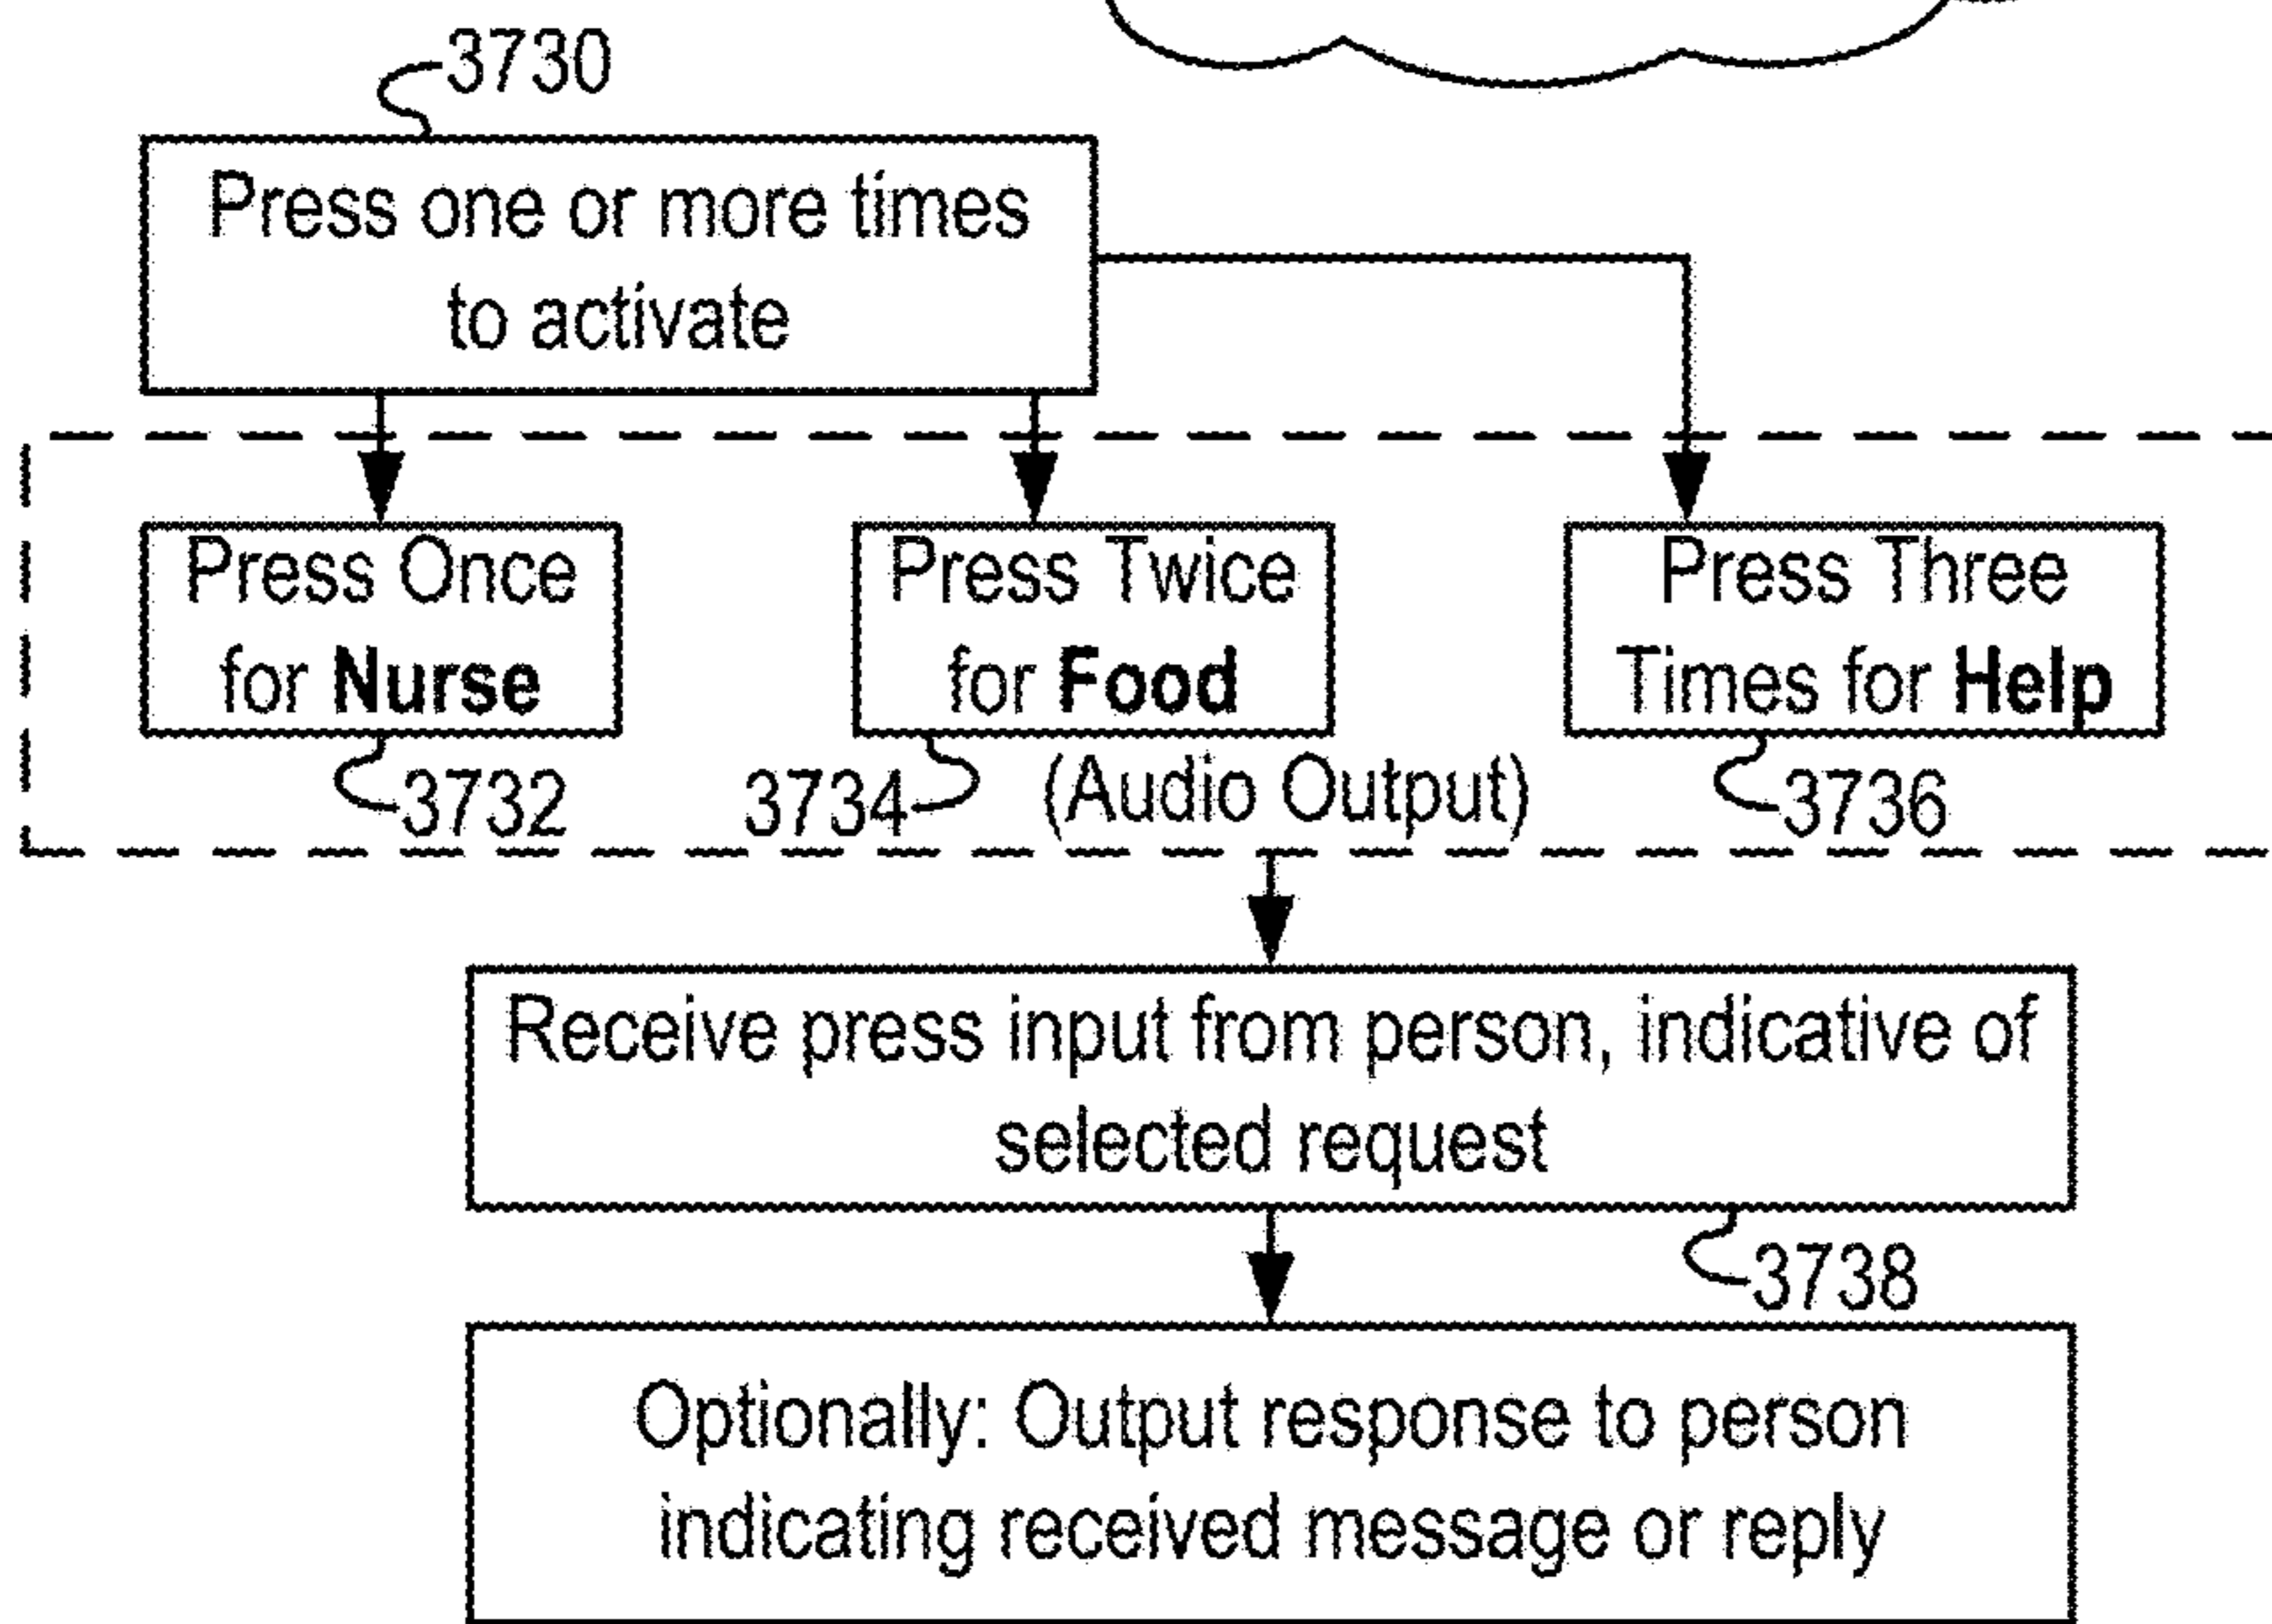 3730
Press one or more times
to activate
Press Once
for Nurse
3732
Press Twice
for Food
3734
(Audio Output)
Press Three
Times for Help
3736
Receive press input from person, indicative of
selected request
3738
Optionally: Output response to person
indicating received message or reply